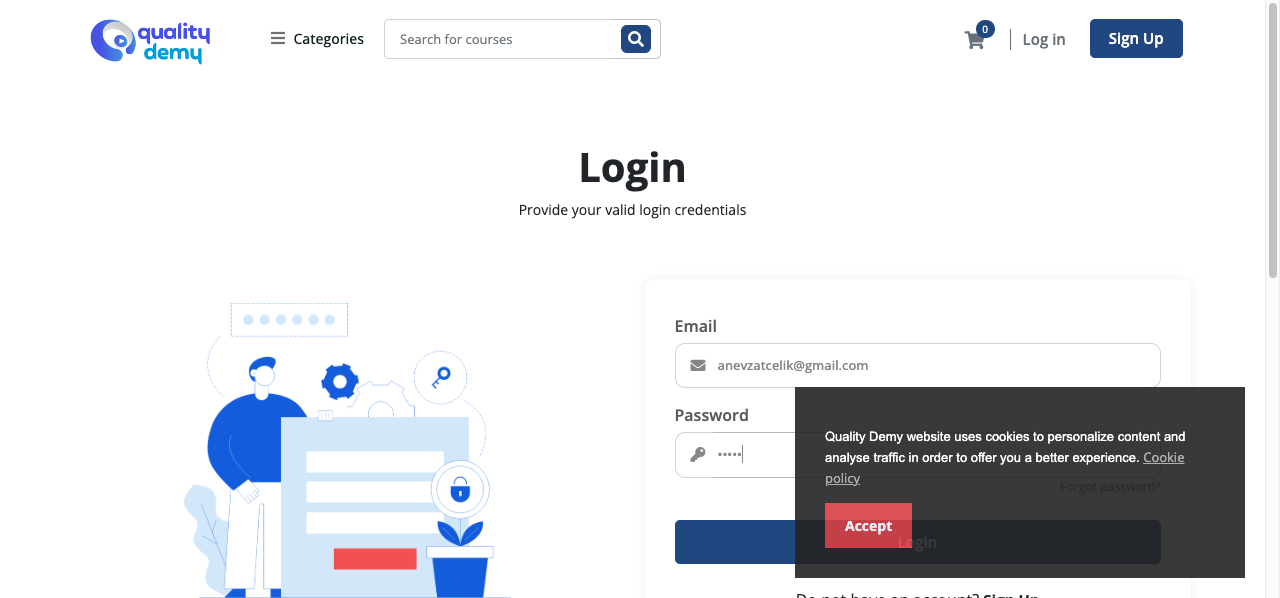 quality
demy
Categories
Search for courses
0
Log in
Sign Up
Login
Provide your valid login credentials
Email
anevzatcelik@gmail.com
Password
•••••
Quality Demy website uses cookies to personalize content and
analyse traffic in order to offer you a better experience. Cookie
policy
Forgot password?
Accept
Login
Do not have an account? Sign Up